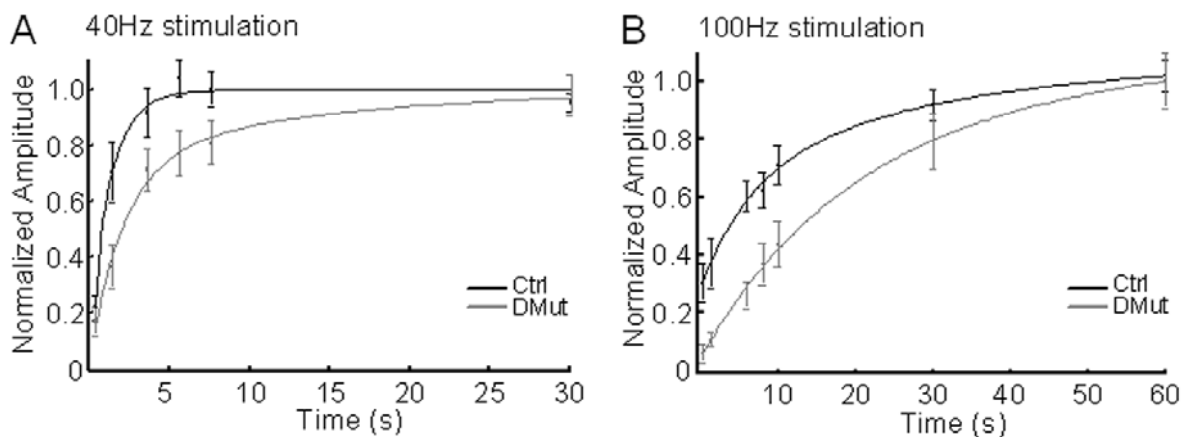 A 40Hz stimulation
Normalized Amplitude
1.0
0.8
0.6
0.4
0.2
0
5 10 15 20 25 30
Time (s)
Ctrl
DMut
B 100Hz stimulation
Normalized Amplitude
1.0
0.8
0.6
0.4
0.2
0
10 20 30 40 50 60
Time (s)
Ctrl
DMut